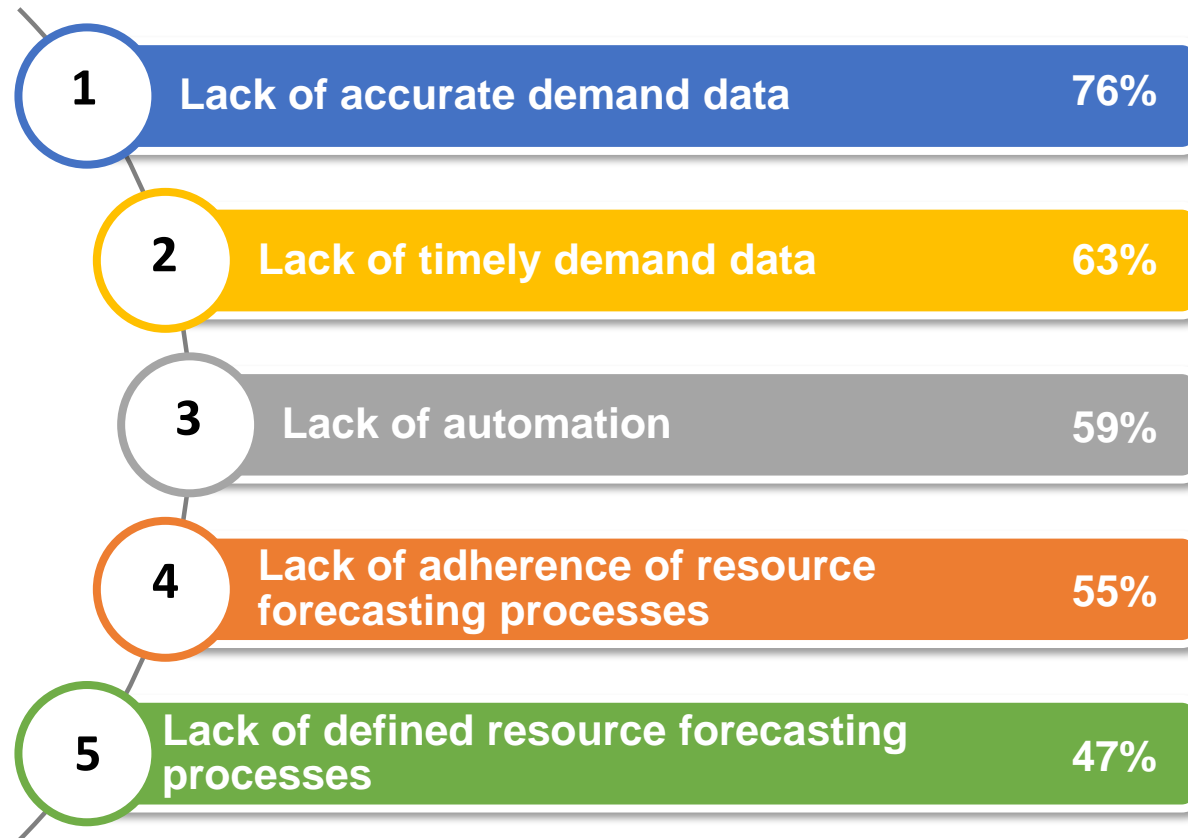 1
Lack of accurate demand data 76%
2
Lack of timely demand data 63%
3
Lack of automation 59%
4
Lack of adherence of resource
forecasting processes
55%
5
Lack of defined resource forecasting
processes
47%